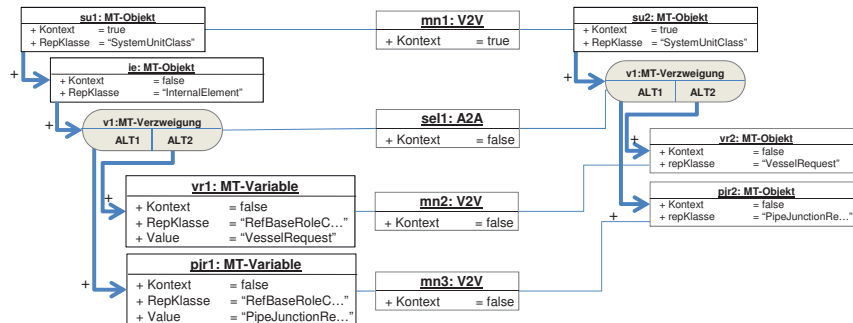 su1: MT-Objekt
+ Kontext = true
+ RepKlasse = “SystemUnitClass”
mn1: V2V
+ Kontext = true
su2: MT-Objekt
+ Kontext = true
+ RepKlasse = “SystemUnitClass”
+
ie: MT-Objekt
+ Kontext = false
+ RepKlasse = “InternalElement”
+
v1:MT-Verzweigung
ALT1 ALT2
+
v1:MT-Verzweigung
ALT1 ALT2
sel1: A2A
+ Kontext = false
+
vr2: MT-Objekt
+ Kontext = false
+ repKlasse = “VesselRequest”
+
vr1: MT-Variable
+ Kontext = false
+ RepKlasse = “RefBaseRoleC…”
+ Value = “VesselRequest”
mn2: V2V
+ Kontext = false
+
pjr2: MT-Objekt
+ Kontext = false
+ repKlasse = “PipeJunctionRe…”
+
pjr1: MT-Variable
+ Kontext = false
+ RepKlasse = “RefBaseRoleC…”
+ Value = “PipeJunctionRe…”
mn3: V2V
+ Kontext = false
+